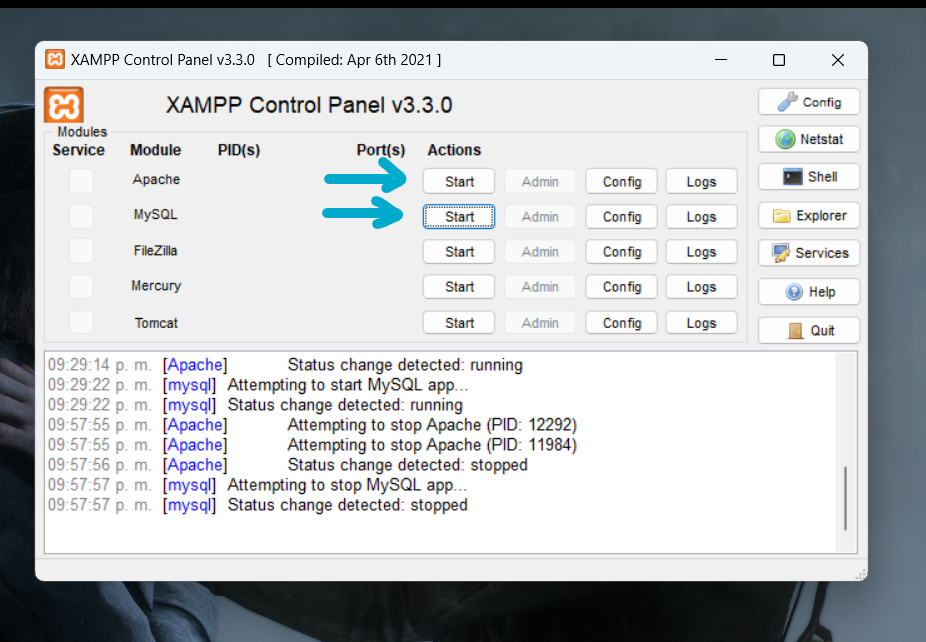 XAMPP Control Panel v3.3.0 [ Compiled: Apr 6th 2021 ]
XAMPP Control Panel v3.3.0
Config
Modules
Service Module PID(s) Port(s) Actions
Netstat
Apache Start Admin Config Logs
Shell
MySQL Start Admin Config Logs
Explorer
FileZilla Start Admin Config Logs
Services
Mercury Start Admin Config Logs
Help
Tomcat Start Admin Config Logs
Quit
09:29:14 p. m. [Apache] Status change detected: running
09:29:22 p. m. [mysql] Attempting to start MySQL app...
09:29:22 p. m. [mysql] Status change detected: running
09:57:55 p. m. [Apache] Attempting to stop Apache (PID: 12292)
09:57:55 p. m. [Apache] Attempting to stop Apache (PID: 11984)
09:57:56 p. m. [Apache] Status change detected: stopped
09:57:57 p. m. [mysql] Attempting to stop MySQL app...
09:57:57 p. m. [mysql] Status change detected: stopped